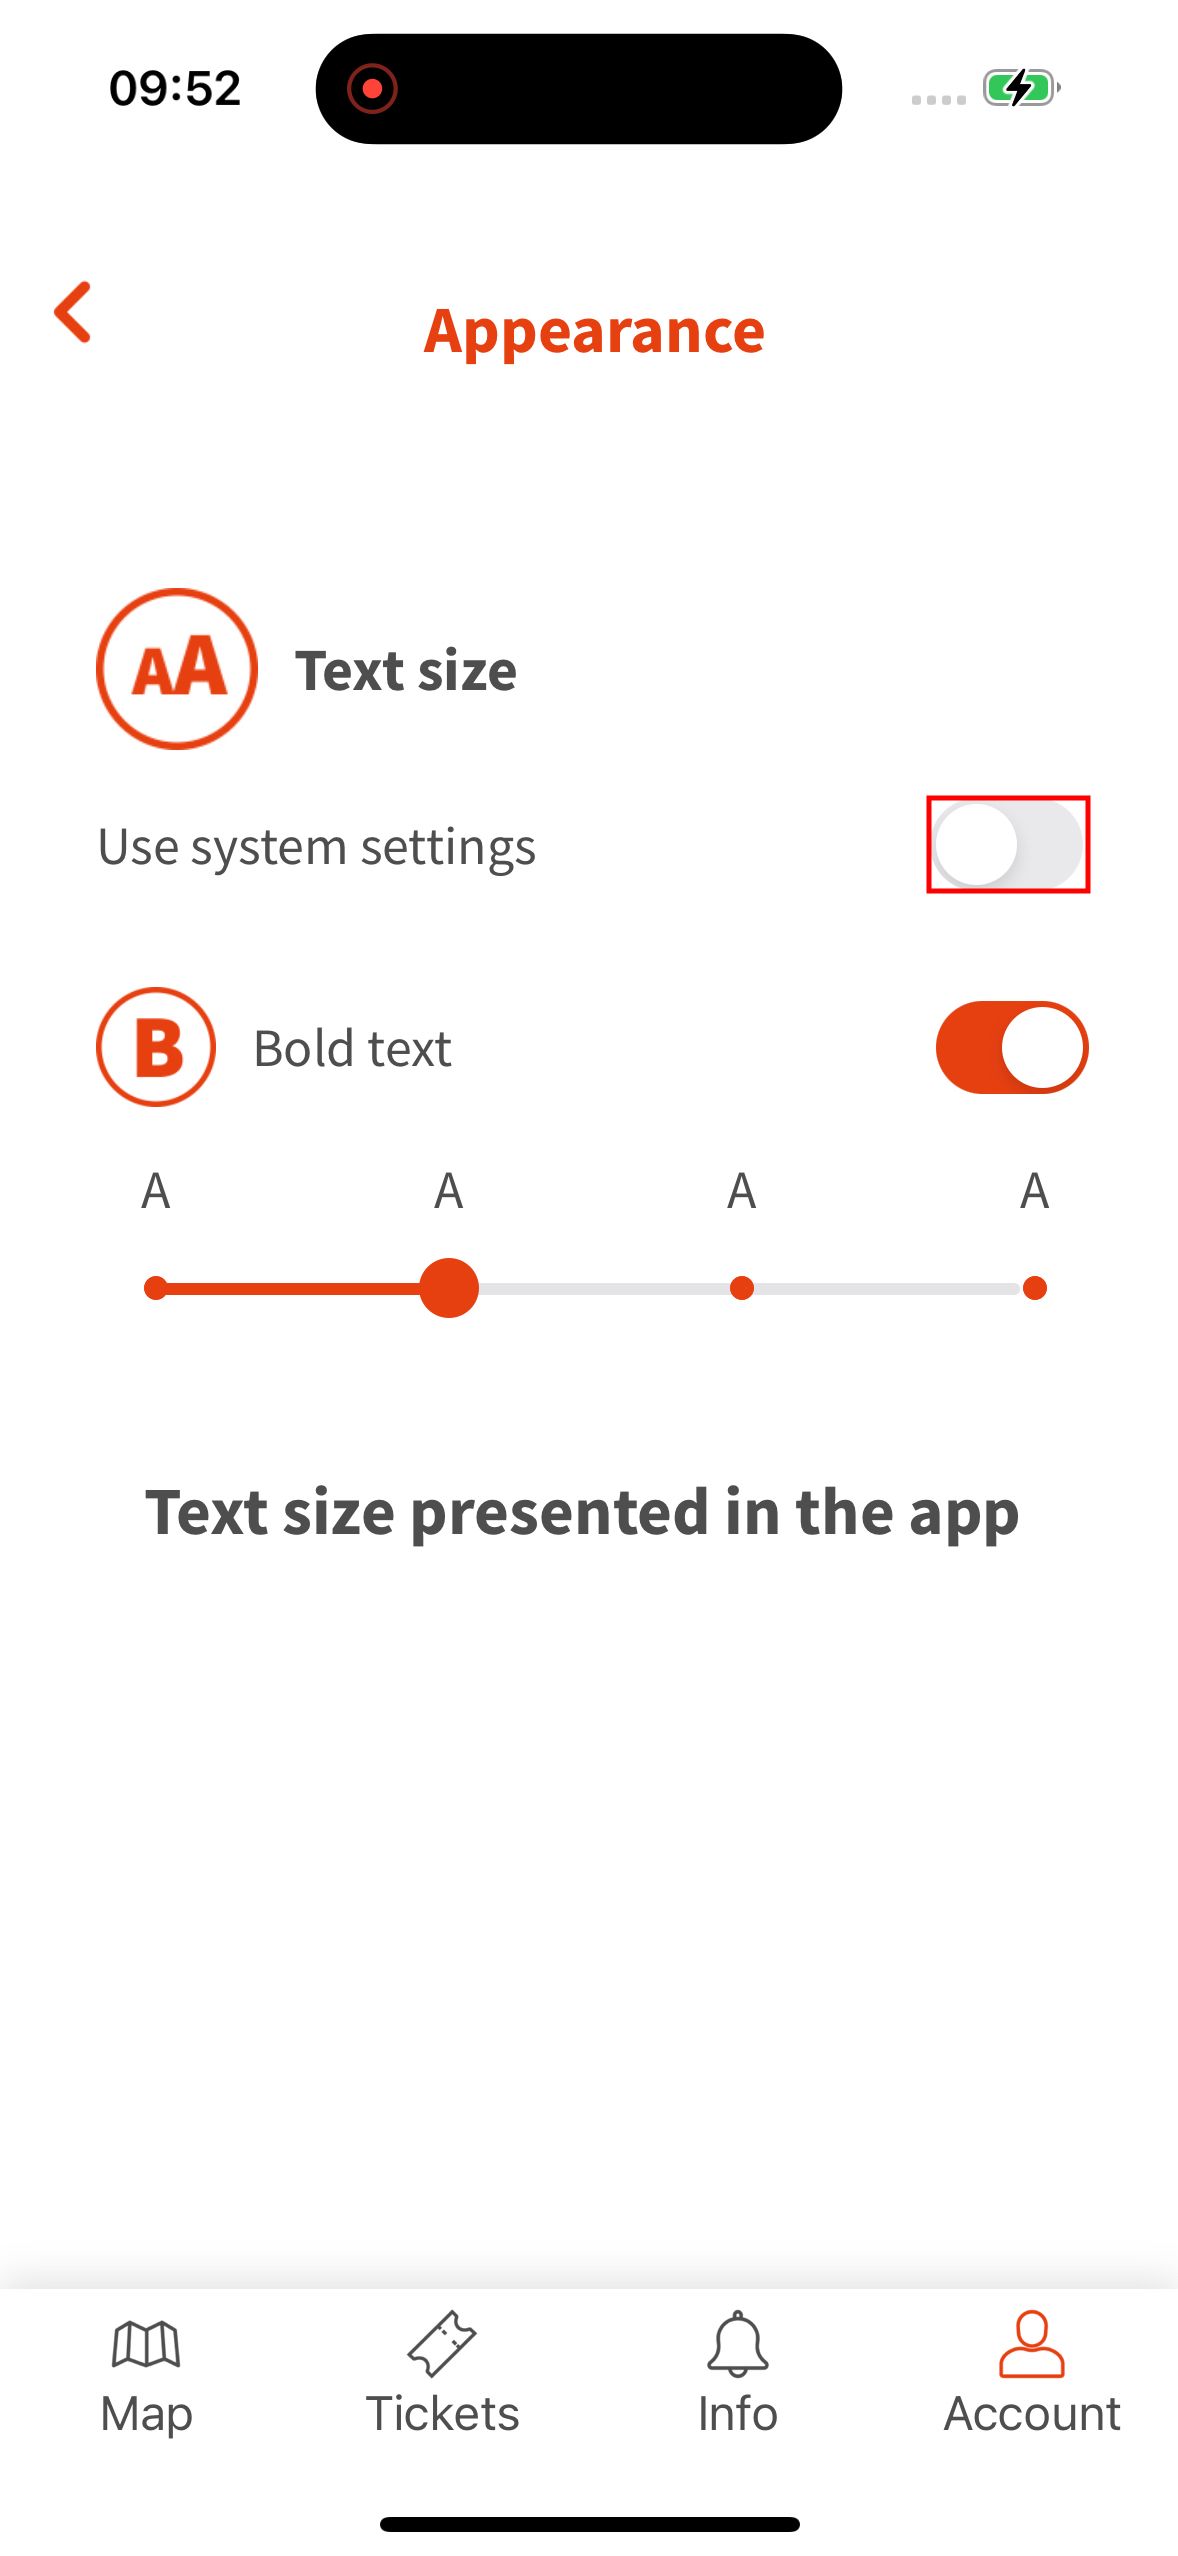 09:52
Appearance
AA
Text size
Use system settings
B
Bold text
A A A A
Text size presented in the app
Map Tickets Info Account